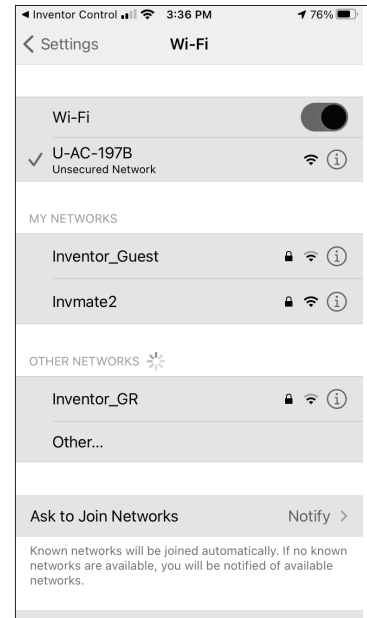 Inventor Control 3:36 PM 76%
Settings Wi-Fi
Wi-Fi
U-AC-197B
Unsecured Network
MY NETWORKS
Inventor_Guest
Invmate2
OTHER NETWORKS
Inventor_GR
Other...
Ask to Join Networks Notify
Known networks will be joined automatically. If no known
networks are available, you will be notified of available
networks.